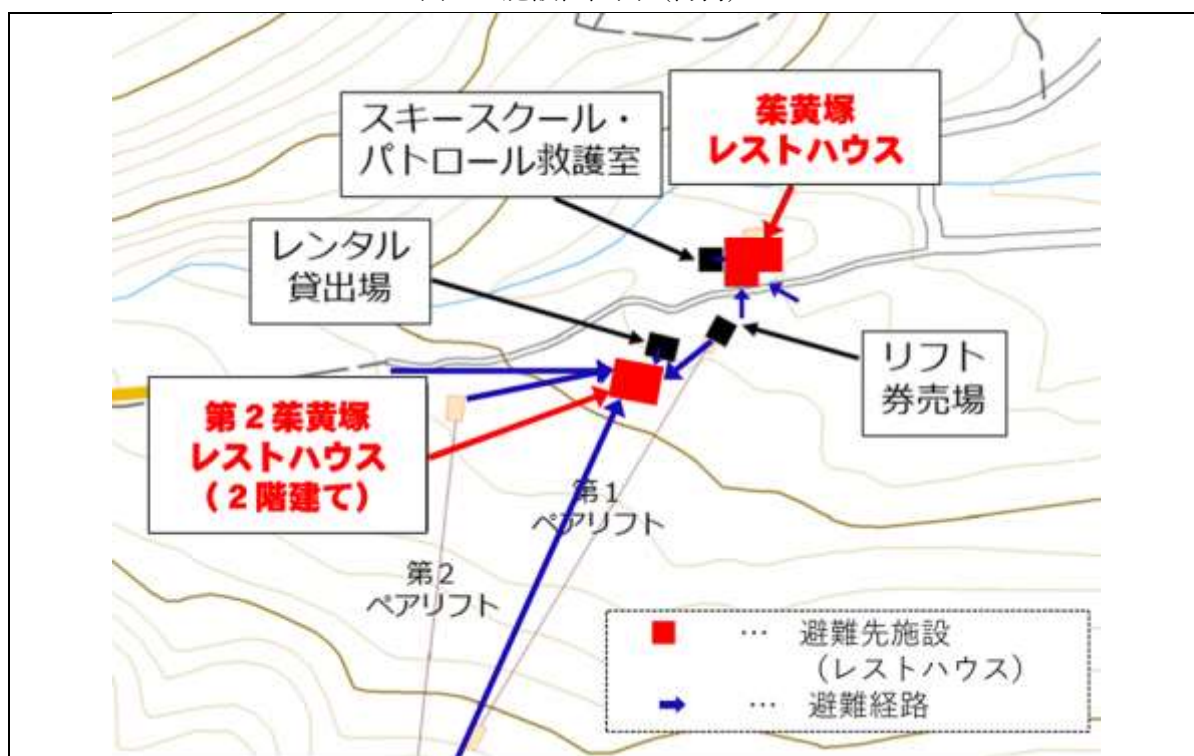 スキースクール・
パトロール救護室
茱黄塚
レストハウス
レンタル
貸出場
リフト
券売場
第２茱黄塚
レストハウス
（２階建て）
第１
ペアリフト
第２
ペアリフト
… 避難先施設
（レストハウス）
… 避難経路